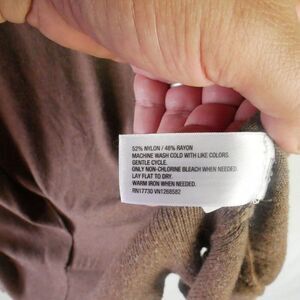 52% NYLON / 48% RAYON
MACHINE WASH COLD WITH LIKE COLORS.
GENTLE CYCLE.
ONLY NON-CHLORINE BLEACH WHEN NEEDED.
LAY FLAT TO DRY.
WARM IRON WHEN NEEDED.
RN17730 VN1268582